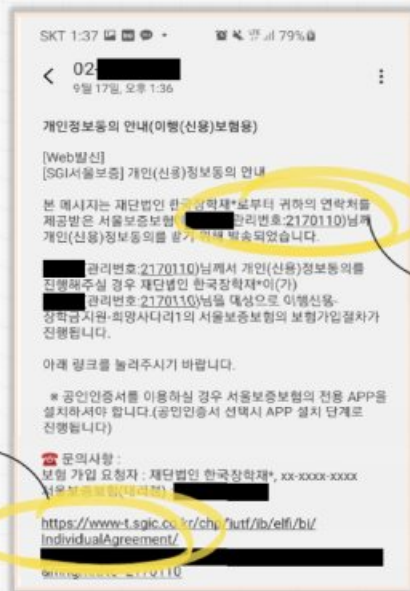 SKT 1:37
79%
02-
9월 17일, 오후 1:36
개인정보동의 안내(이행(신용)보험용)
[Web발신]
[SGI서울보증] 개인(신용)정보동의 안내
본 메시지는 재단법인 한국장학재*로부터 귀하의 연락처를
제공받은 서울보증보험 관리번호:2170110)님께
개인(신용)정보동의를 받기 위해 발송되었습니다.
관리번호:2170110)님께서 개인(신용)정보동의를
진행해주실 경우 재단법인 한국장학재*이(가)
관리번호:2170110)님을 대상으로 이행신용-
장학금지원-희망사다리1의 서울보증보험의 보험가입절차가
진행됩니다.
아래 링크를 눌러주시기 바랍니다.
※ 공인인증서를 이용하실 경우 서울보증보험의 전용 APP을
설치하셔야 합니다.(공인인증서 선택시 APP 설치 단계로
진행됩니다)
☎ 문의사항 :
보험 가입 요청자 : 재단법인 한국장학재*, xx-xxxx-xxxx
서울보증보험(대리점)
https://www-t.sgic.co.kr/chp/iutf/ib/elfi/bi/
IndividualAgreement/
2170110